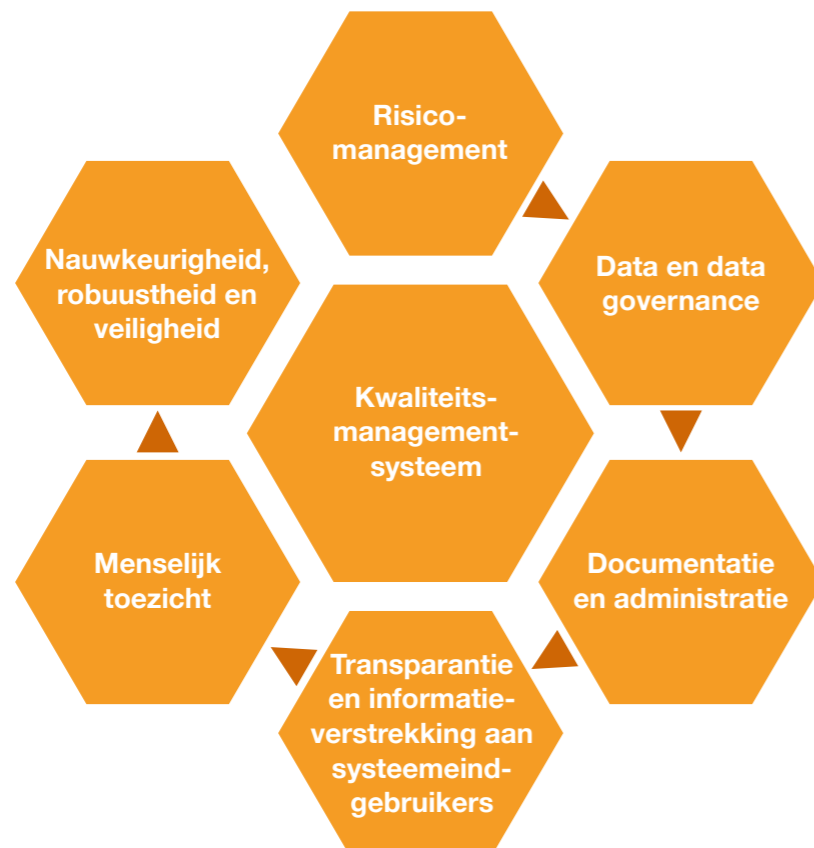 Risico-
management
Data en data
governance
Documentatie
en administratie
Transparantie
en informatie-
verstrekking aan
systeemeind-
gebruikers
Menselijk
toezicht
Nauwkeurigheid,
robuustheid en
veiligheid
Kwaliteits-
management-
systeem